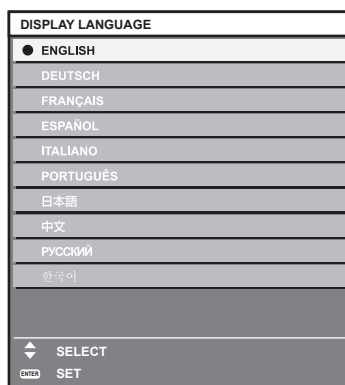 DISPLAY LANGUAGE
ENGLISH
DEUTSCH
FRANÇAIS
ESPAÑOL
ITALIANO
PORTUGUÊS
日本語
中文
РУССКИЙ
한국어
SELECT
ENTER SET